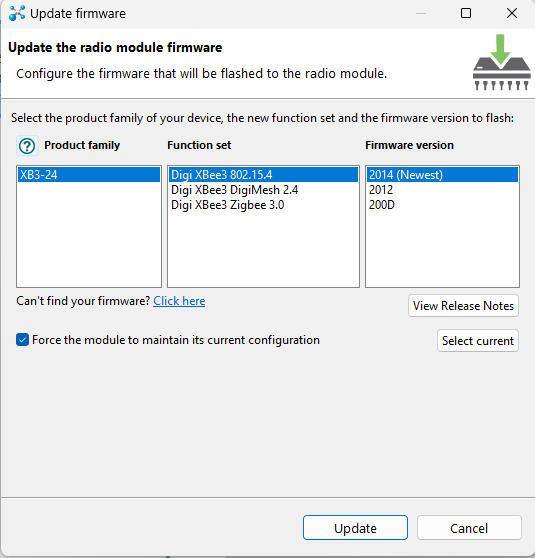 Update firmware
Update the radio module firmware
Configure the firmware that will be flashed to the radio module.
Select the product family of your device, the new function set and the firmware version to flash:
? Product family
Function set
Firmware version
XB3-24
Digi XBee3 802.15.4
Digi XBee3 DigiMesh 2.4
Digi XBee3 Zigbee 3.0
2014 (Newest)
2012
200D
Can't find your firmware? Click here
View Release Notes
Force the module to maintain its current configuration
Select current
Update
Cancel